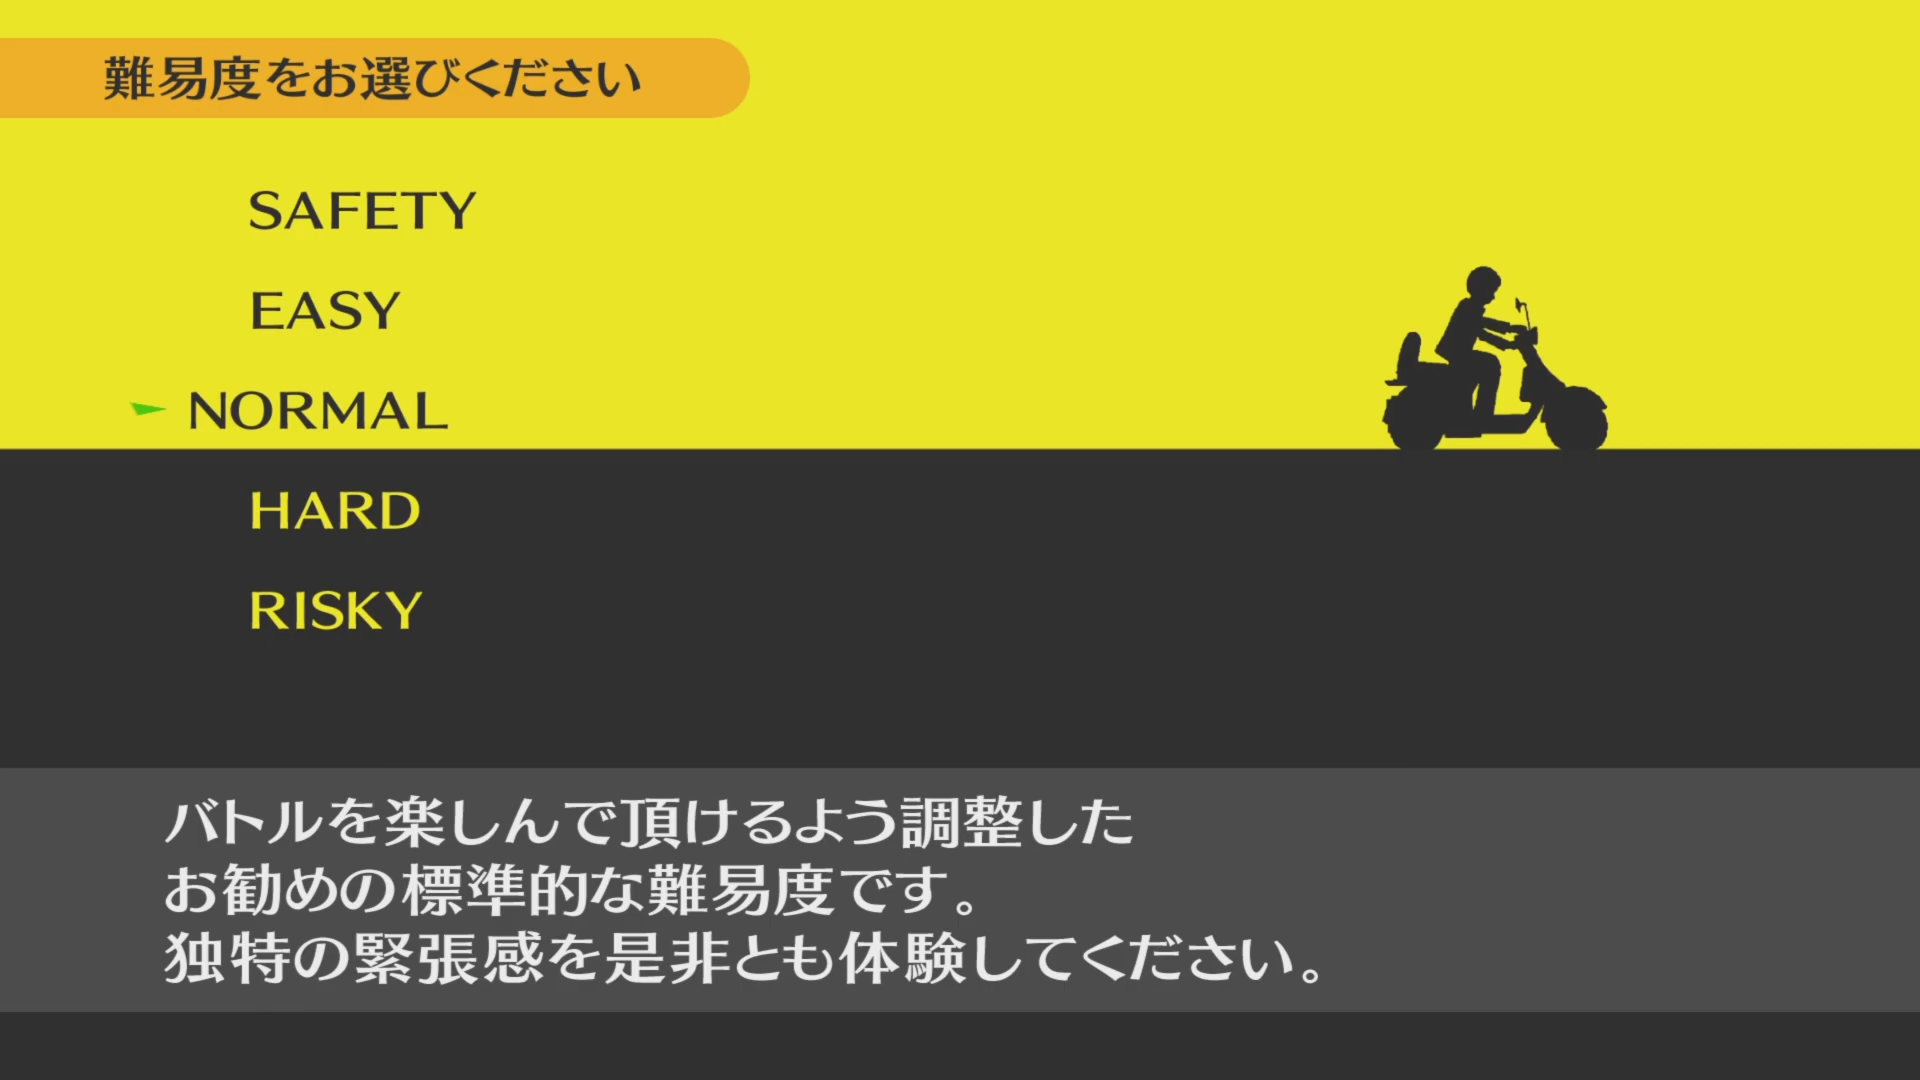 難易度をお選びください
SAFETY
EASY
NORMAL
HARD
RISKY
バトルを楽しんで頂けるよう調整した
お勧めの標準的な難易度です。
独特の緊張感を是非とも体験してください。